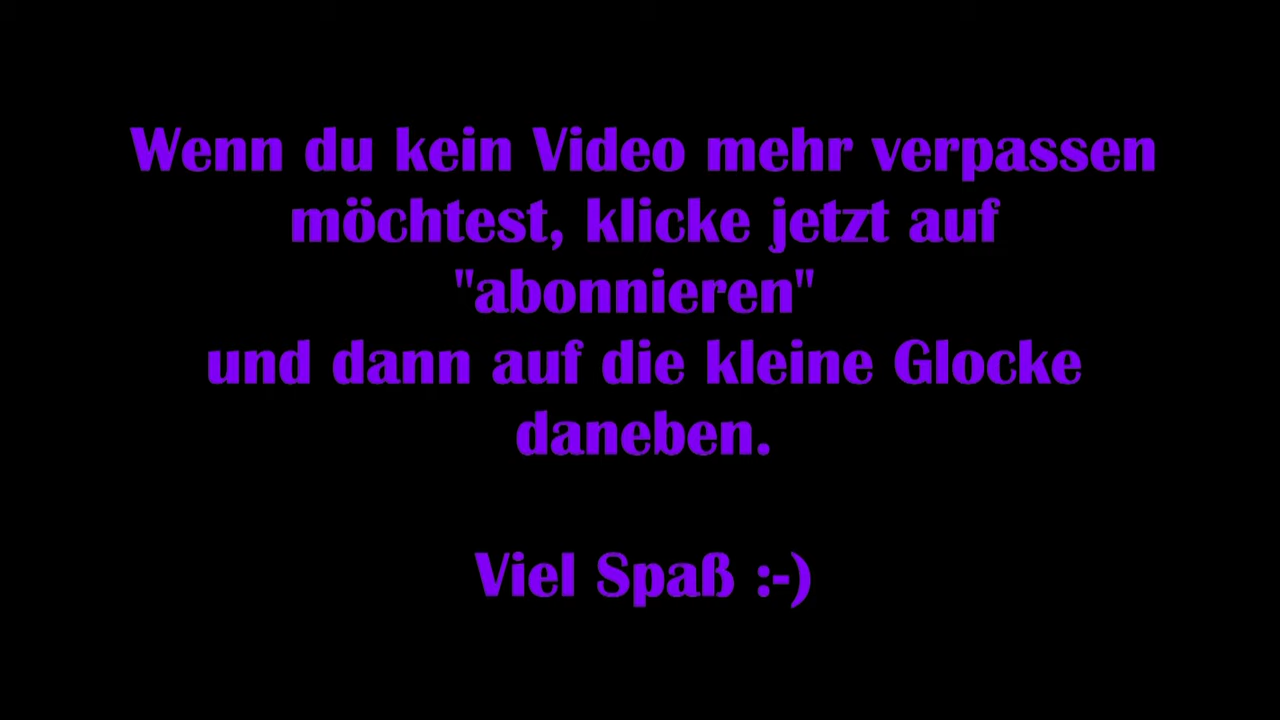 Wenn du kein Video mehr verpassen
möchtest, klicke jetzt auf
"abonnieren"
und dann auf die kleine Glocke
daneben.
Viel Spaß :-)